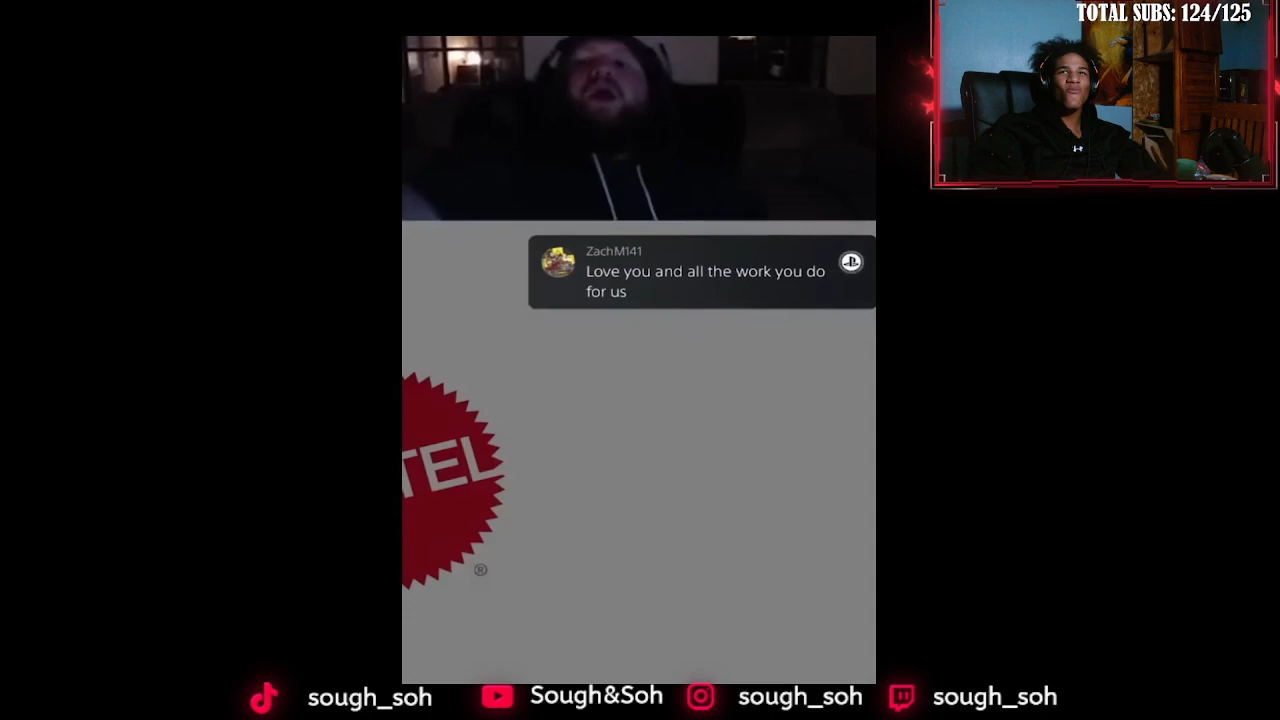 TOTAL SUBS: 124/125
ZachM141
Love you and all the work you do
for us
TEL
®
sough_soh
Sough&Soh
sough_soh
sough_soh